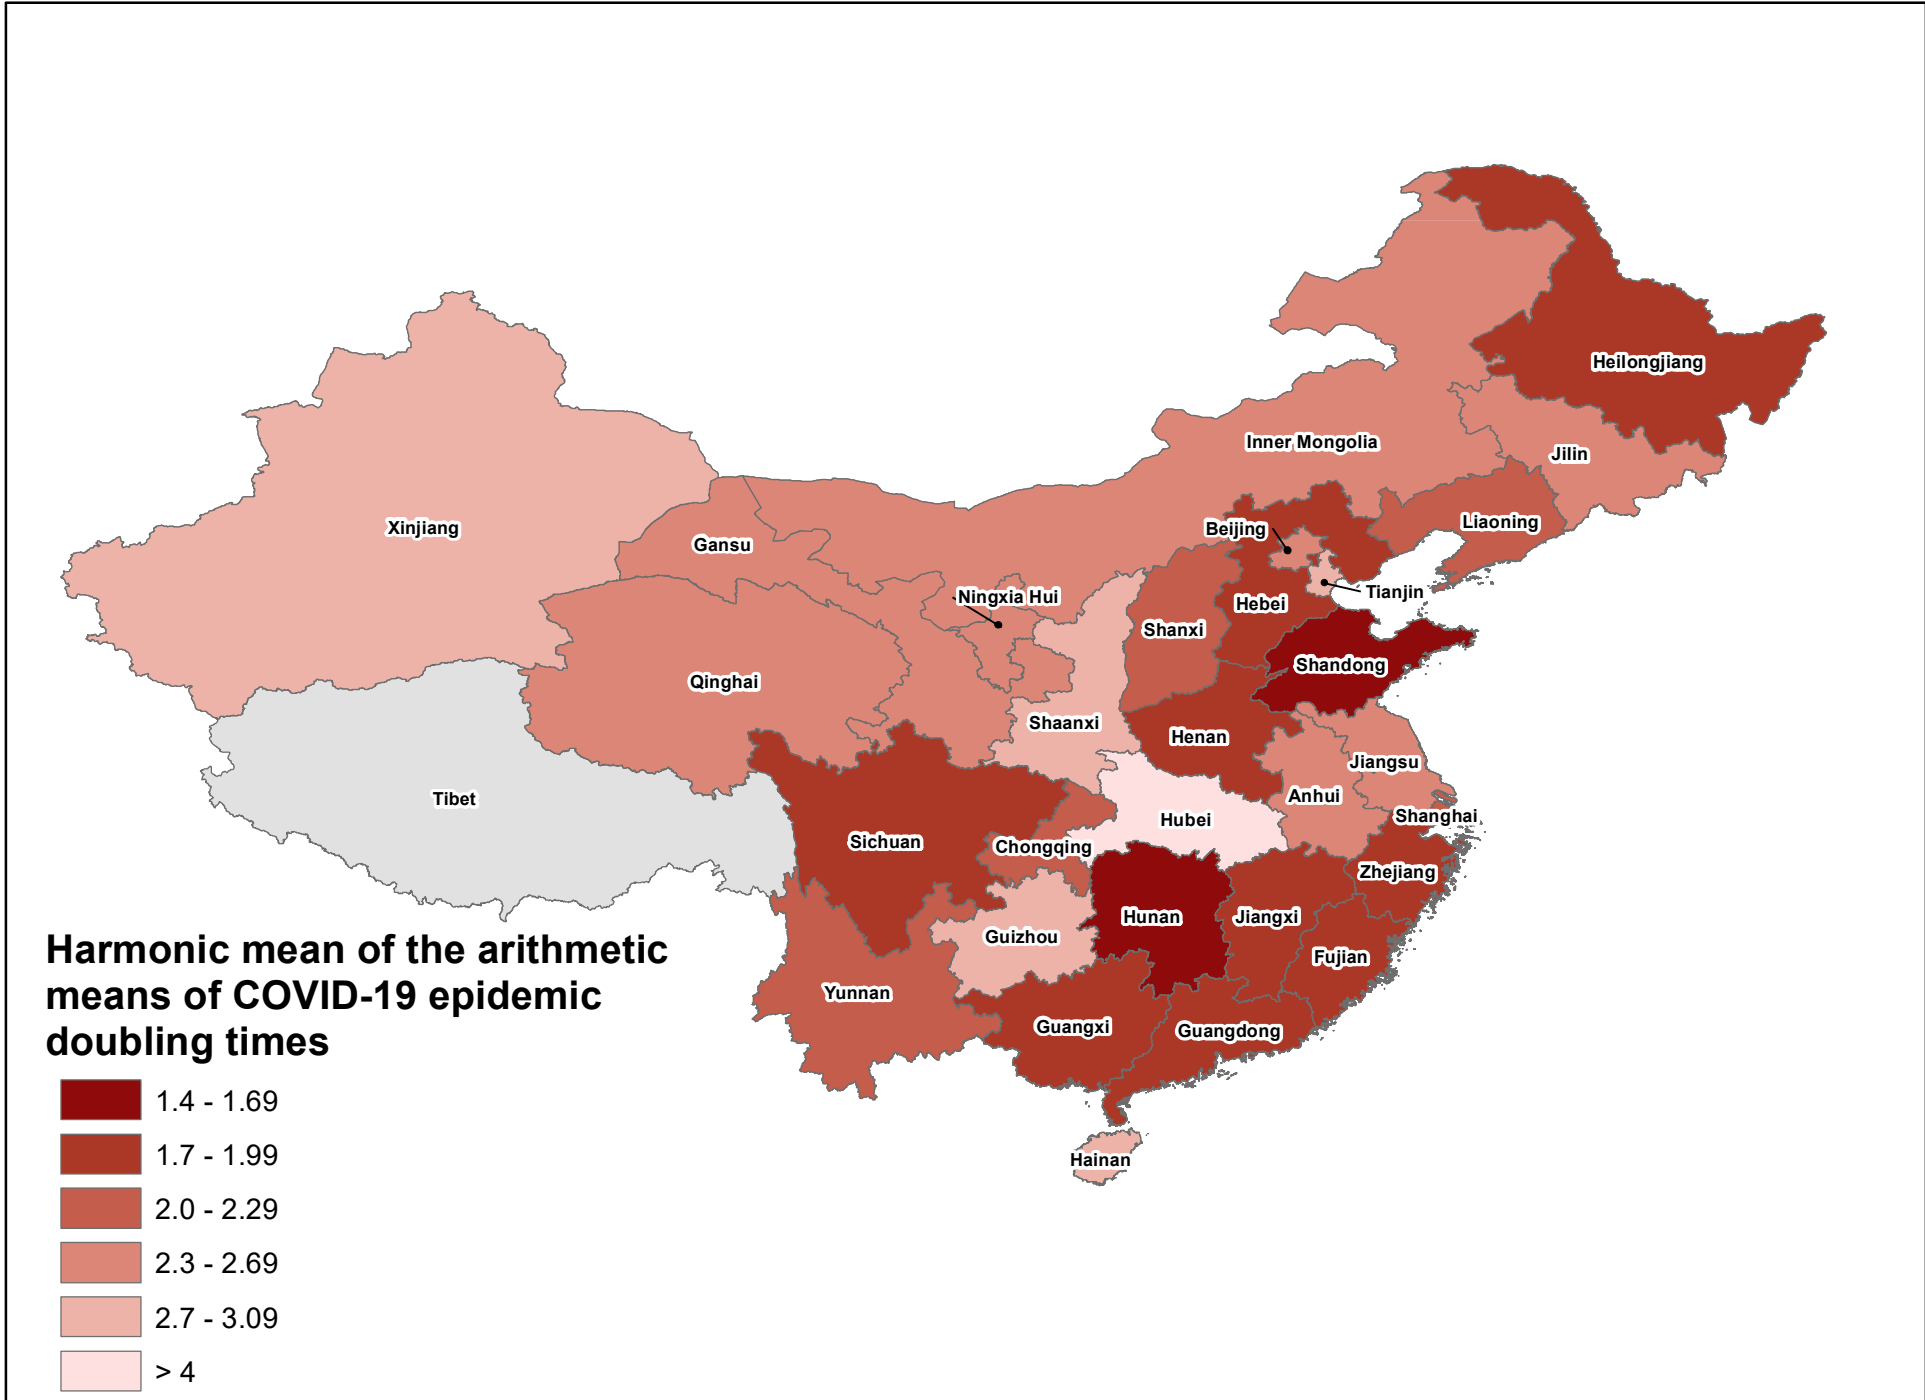 Heilongjiang
Inner Mongolia
Jilin
Xinjiang
Liaoning
Beijing
Gansu
Tianjin
Ningxia Hui
Hebei
Shanxi
Shandong
Qinghai
Shaanxi
Henan
Jiangsu
Anhui
Tibet
Shanghai
Hubei
Sichuan
Chongqing
Zhejiang
Hunan
Jiangxi
Guizhou
Fujian
Yunnan
Guangxi
Guangdong
Hainan
Harmonic mean of the arithmetic
means of COVID-19 epidemic
doubling times
1.4 - 1.69
1.7 - 1.99
2.0 - 2.29
2.3 - 2.69
2.7 - 3.09
> 4